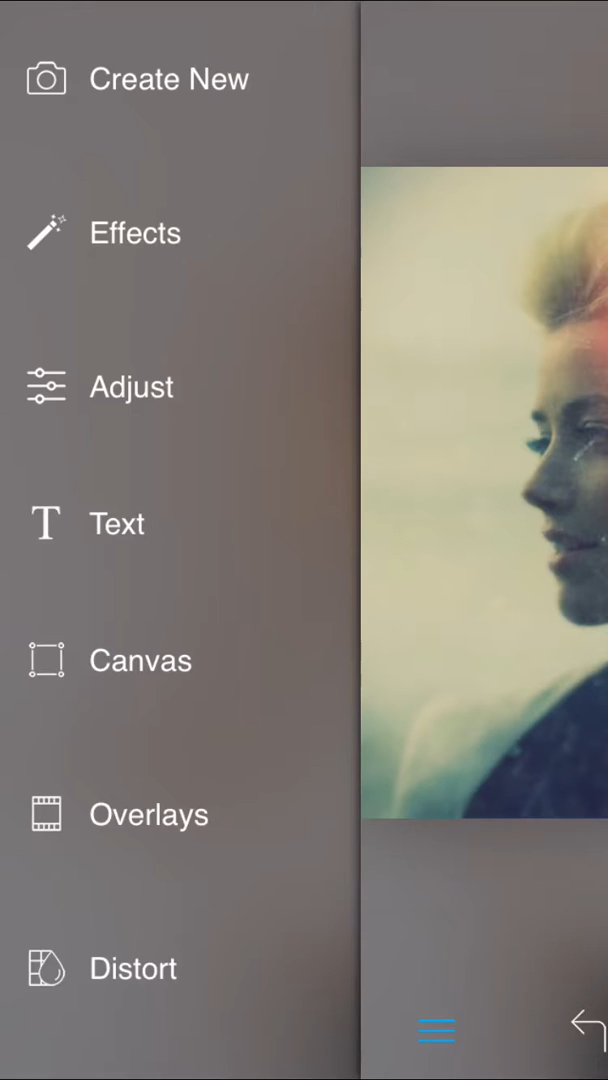 Create New
Effects
Adjust
Text
Canvas
Overlays
Distort